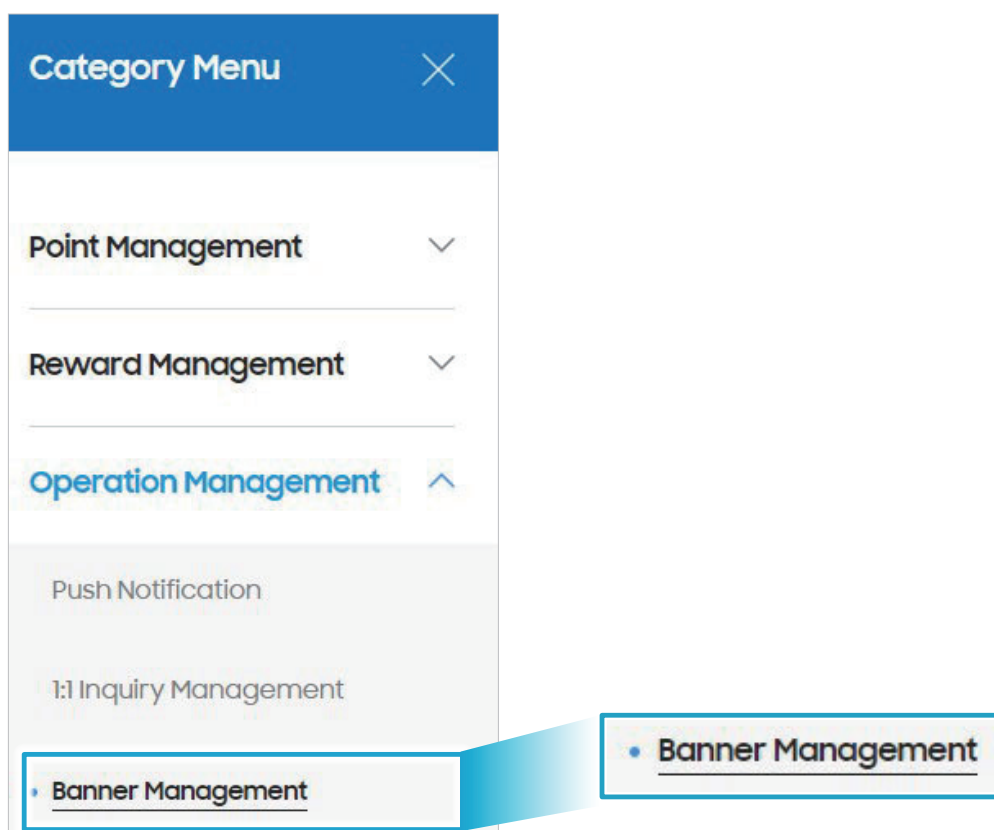 Category Menu
Point Management
Reward Management
Operation Management
Push Notification
1:1 Inquiry Management
Banner Management
Banner Management